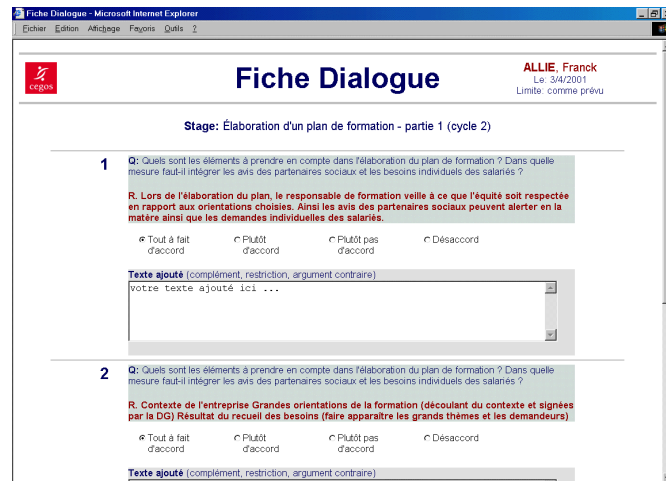 Fiche Dialogue - Microsoft Internet Explorer
Eichier Edition Affichage Favoris Outils ?
cegos
Fiche Dialogue
ALLIE, Franck
Le: 3/4/2001
Limite: comme prévu
Stage: Élaboration d'un plan de formation - partie 1 (cycle 2)
1
Q: Quels sont les éléments à prendre en compte dans l'élaboration du plan de formation ? Dans quelle
mesure faut-il intégrer les avis des partenaires sociaux et les besoins individuels des salariés ?
R. Lors de l'élaboration du plan, le responsable de formation veille à ce que l'équité soit respectée
en rapport aux orientations choisies. Ainsi les avis des partenaires sociaux peuvent alerter en la
matère ainsi que les demandes individuelles des salariés.
Tout à fait d'accord Plutôt d'accord Plutôt pas d'accord Désaccord
Texte ajouté (complément, restriction, argument contraire)
votre texte ajouté ici ...
2
Q: Quels sont les éléments à prendre en compte dans l'élaboration du plan de formation ? Dans quelle
mesure faut-il intégrer les avis des partenaires sociaux et les besoins individuels des salariés ?
R. Contexte de l'entreprise Grandes orientations de la formation (découlant du contexte et signées
par la DG) Résultat du recueil des besoins (faire apparaître les grands thèmes et les demandeurs)
Tout à fait d'accord Plutôt d'accord Plutôt pas d'accord Désaccord
Texte ajouté (complément, restriction, argument contraire)